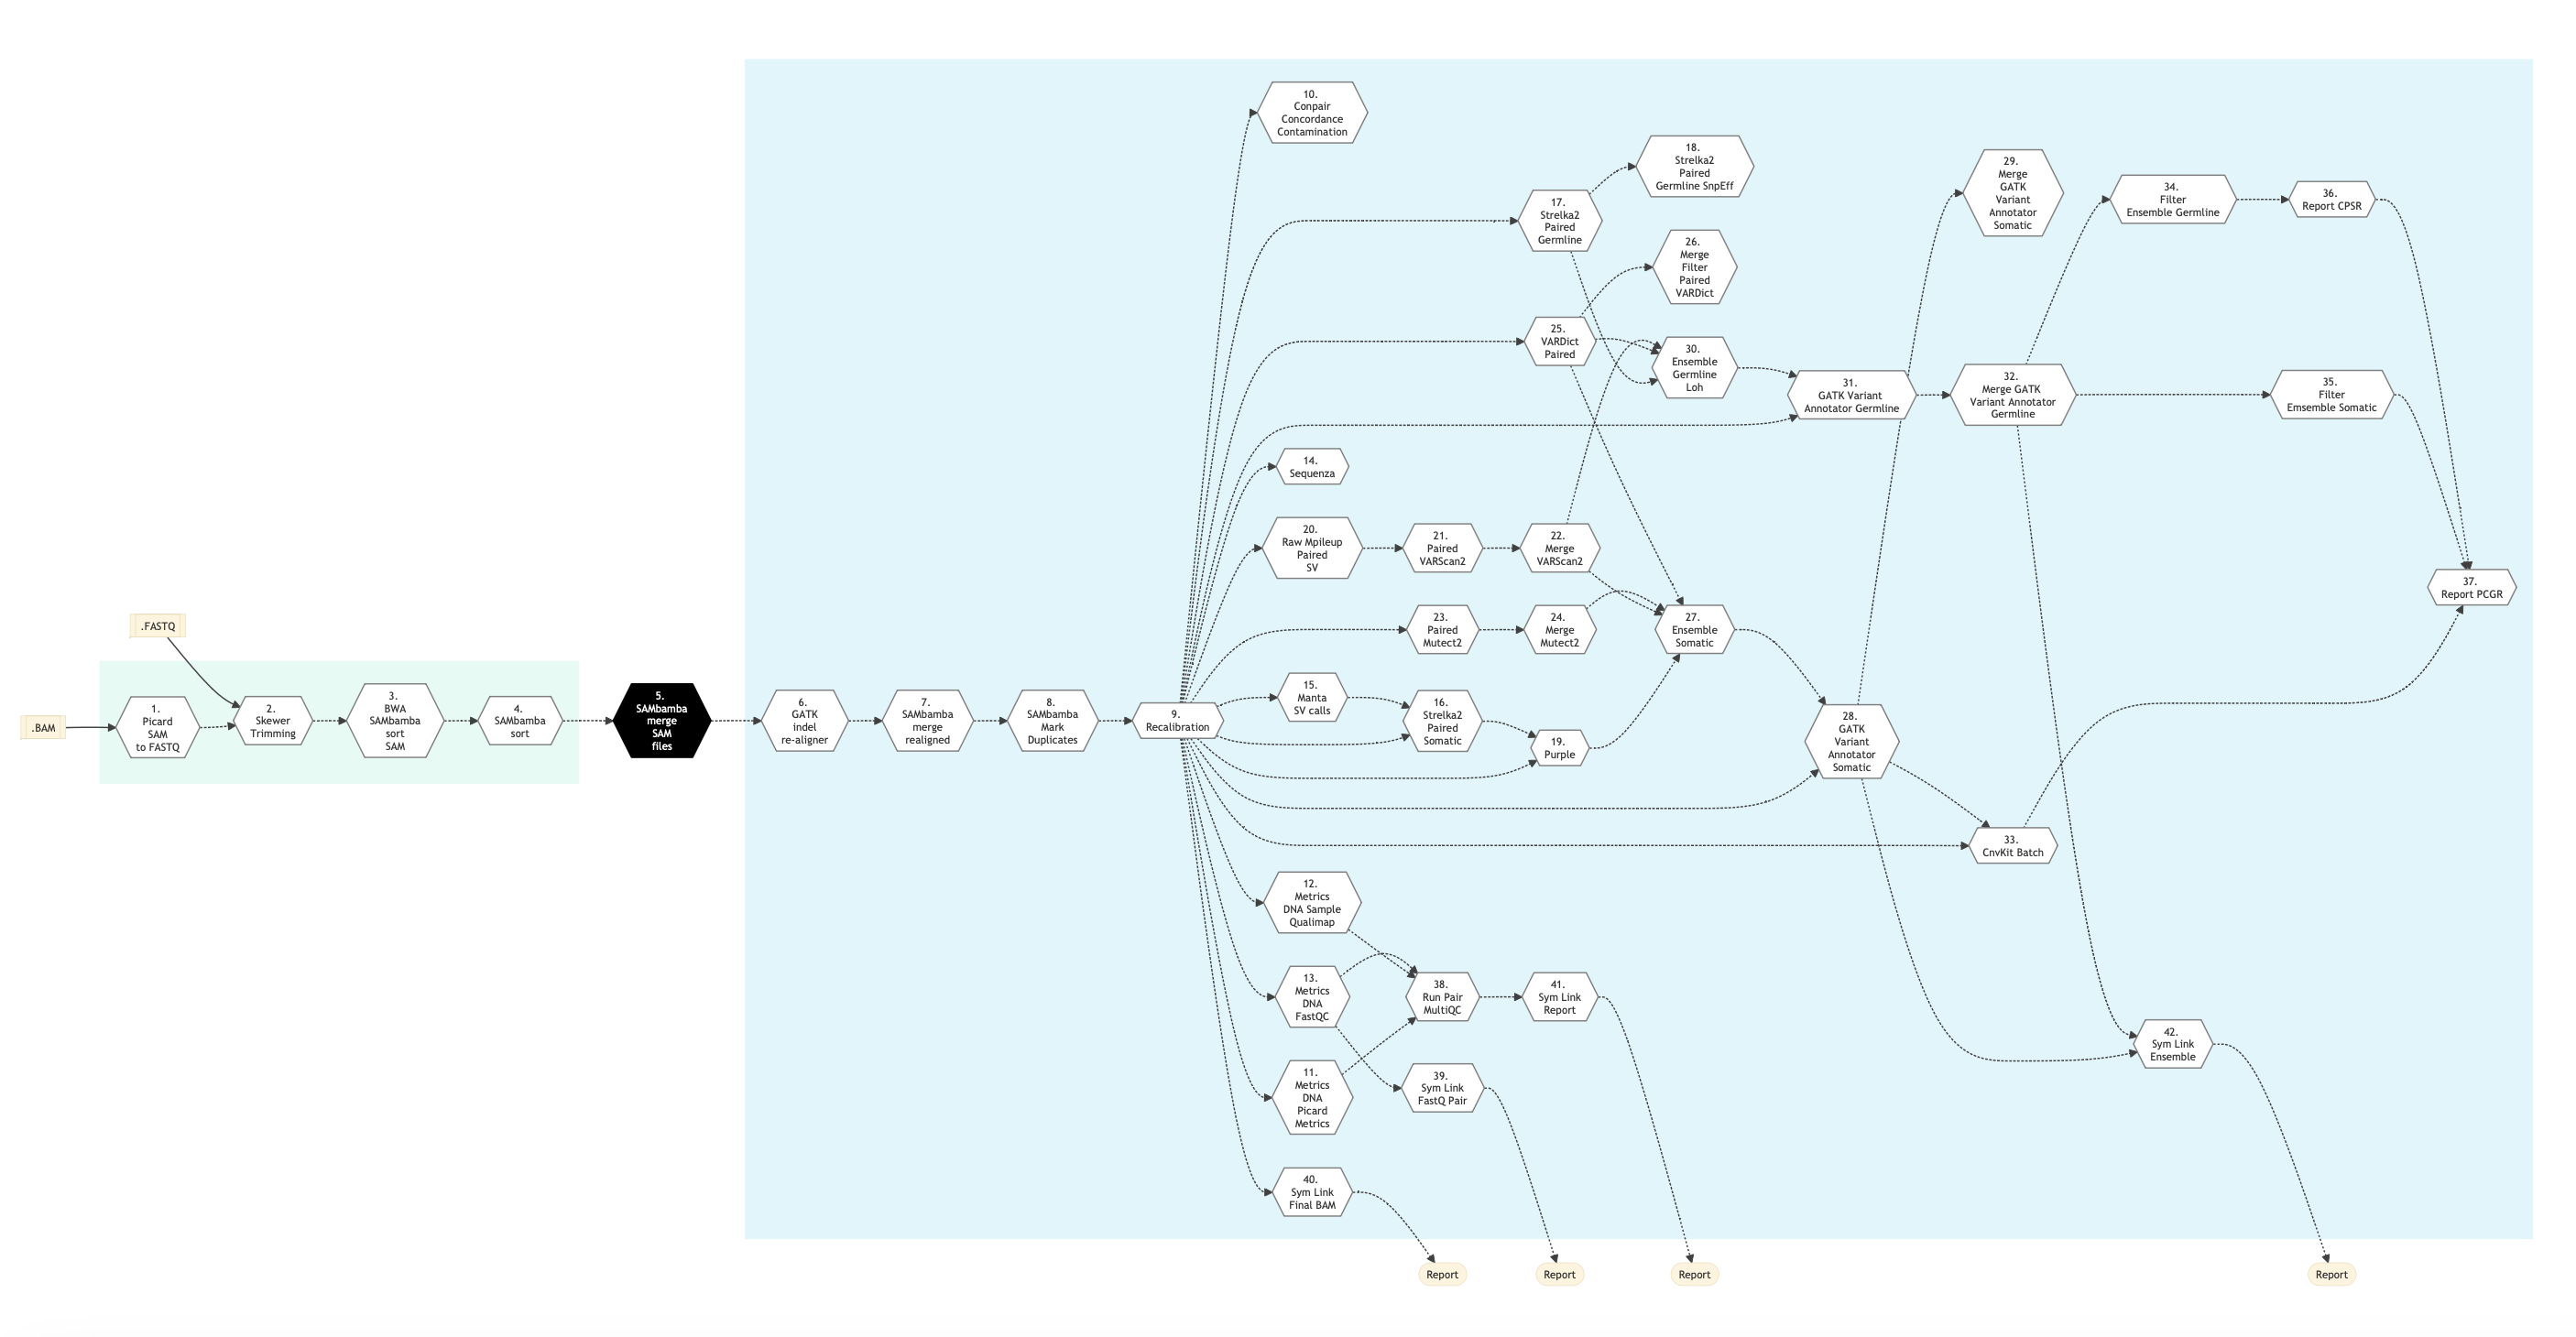 .BAM
.FASTQ
1.
Picard
SAM
to FASTQ
2.
Skewer
Trimming
3.
BWA
SAMbamba
sort
SAM
4.
SAMbamba
sort
5.
SAMbamba
merge
SAM
files
6.
GATK
indel
re-aligner
7.
SAMbamba
merge
realigned
8.
SAMbamba
Mark
Duplicates
9.
Recalibration
10.
Conpair
Concordance
Contamination
17.
Strelka2
Paired
Germline
18.
Strelka2
Paired
Germline SnpEff
26.
Merge
Filter
Paired
VARDict
25.
VARDict
Paired
30.
Ensemble
Germline
Loh
31.
GATK Variant
Annotator Germline
29.
Merge
GATK
Variant
Annotator
Somatic
32.
Merge GATK
Variant Annotator
Germline
34.
Filter
Ensemble Germline
36.
Report CPSR
35.
Filter
Emsemble Somatic
37.
Report PCGR
14.
Sequenza
20.
Raw Mpileup
Paired
SV
21.
Paired
VARScan2
22.
Merge
VARScan2
23.
Paired
Mutect2
24.
Merge
Mutect2
27.
Ensemble
Somatic
15.
Manta
SV calls
16.
Strelka2
Paired
Somatic
19.
Purple
28.
GATK
Variant
Annotator
Somatic
33.
CnvKit Batch
12.
Metrics
DNA Sample
Qualimap
13.
Metrics
DNA
FastQC
38.
Run Pair
MultiQC
41.
Sym Link
Report
11.
Metrics
DNA
Picard
Metrics
39.
Sym Link
FastQ Pair
42.
Sym Link
Ensemble
40.
Sym Link
Final BAM
Report
Report
Report
Report